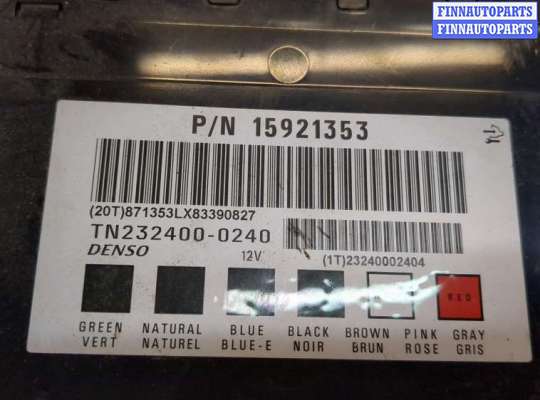 FINNAUTOPARTS
FINNAUTOPARTS
P/N 15921353
(20T)871353LX83390827
TN232400-0240
DENSO 12V
(1T)23240002404
RED
GREEN NATURAL BLUE BLACK BROWN PINK GRAY
VERT NATUREL BLUE-E NOIR BRUN ROSE GRIS